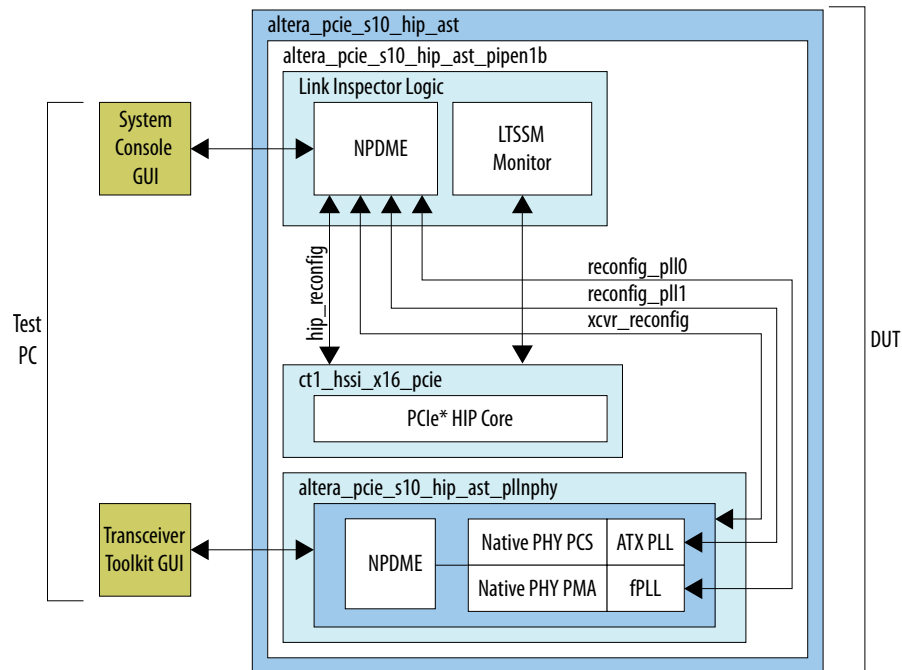 altera_pcie_s10_hip_ast
altera_pcie_s10_hip_ast_pipen1b
Link Inspector Logic
System
Console
GUI
NPDME
LTSSM
Monitor
hip_reconfig
reconfig_pll0
reconfig_pll1
xcvr_reconfig
Test
PC
DUT
ct1_hssi_x16_pcie
PCIe* HIP Core
altera_pcie_s10_hip_ast_pllnphy
Transceiver
Toolkit GUI
NPDME
Native PHY PCS
ATX PLL
Native PHY PMA
fPLL